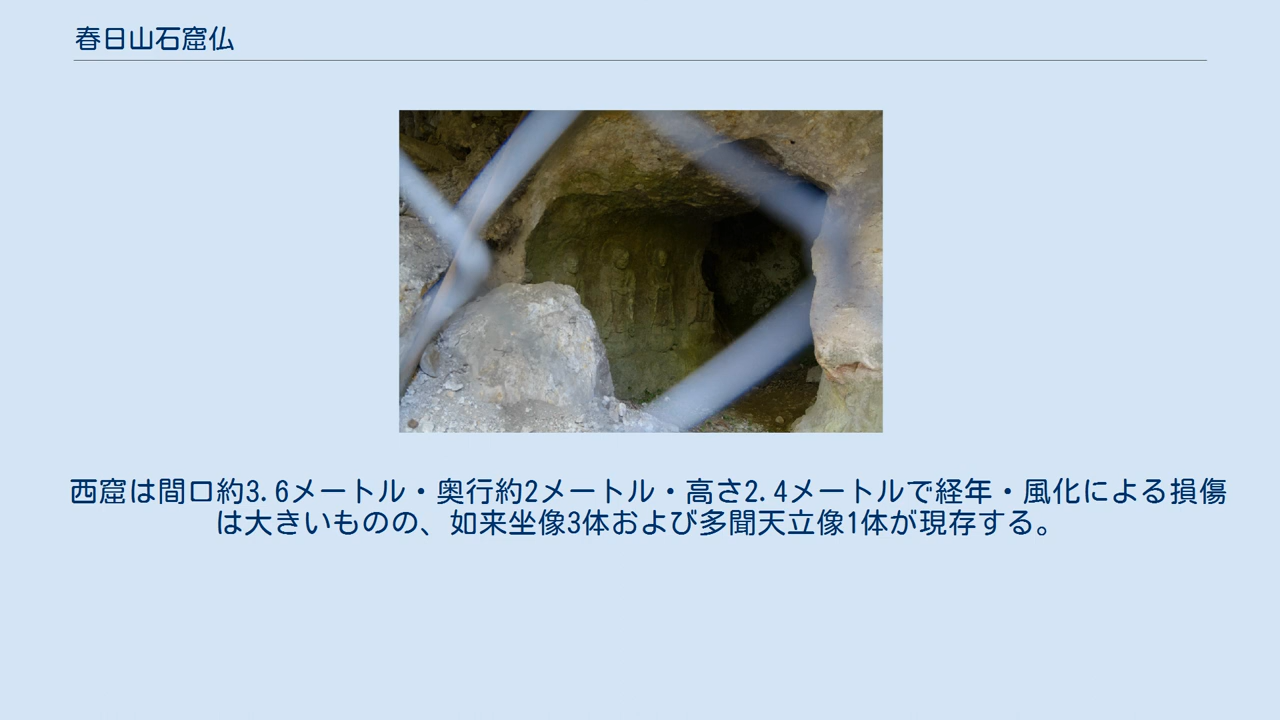 春日山石窟仏
西窟は間口約3.6メートル・奥行約2メートル・高さ2.4メートルで経年・風化による損傷
は大きいものの、如来坐像3体および多聞天立像1体が現存する。